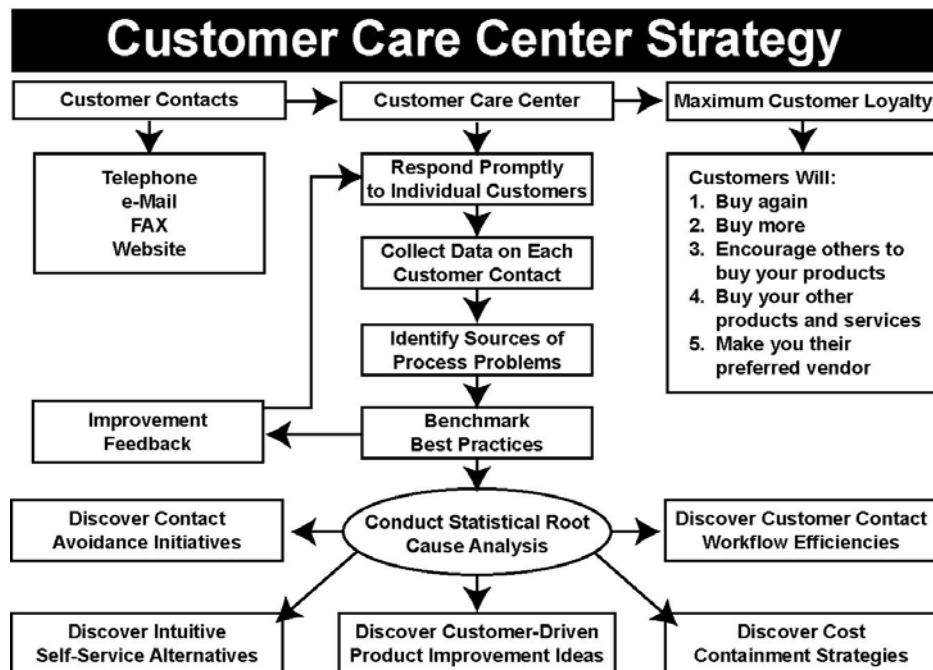 Customer Care Center Strategy
Customer Contacts
Customer Care Center
Maximum Customer Loyalty
Telephone
e-Mail
FAX
Website
Respond Promptly
to Individual Customers
Customers Will:
1. Buy again
2. Buy more
3. Encourage others to
buy your products
4. Buy your other
products and services
5. Make you their
preferred vendor
Collect Data on Each
Customer Contact
Identify Sources of
Process Problems
Improvement
Feedback
Benchmark
Best Practices
Discover Contact
Avoidance Initiatives
Conduct Statistical Root
Cause Analysis
Discover Customer Contact
Workflow Efficiencies
Discover Intuitive
Self-Service Alternatives
Discover Customer-Driven
Product Improvement Ideas
Discover Cost
Containment Strategies